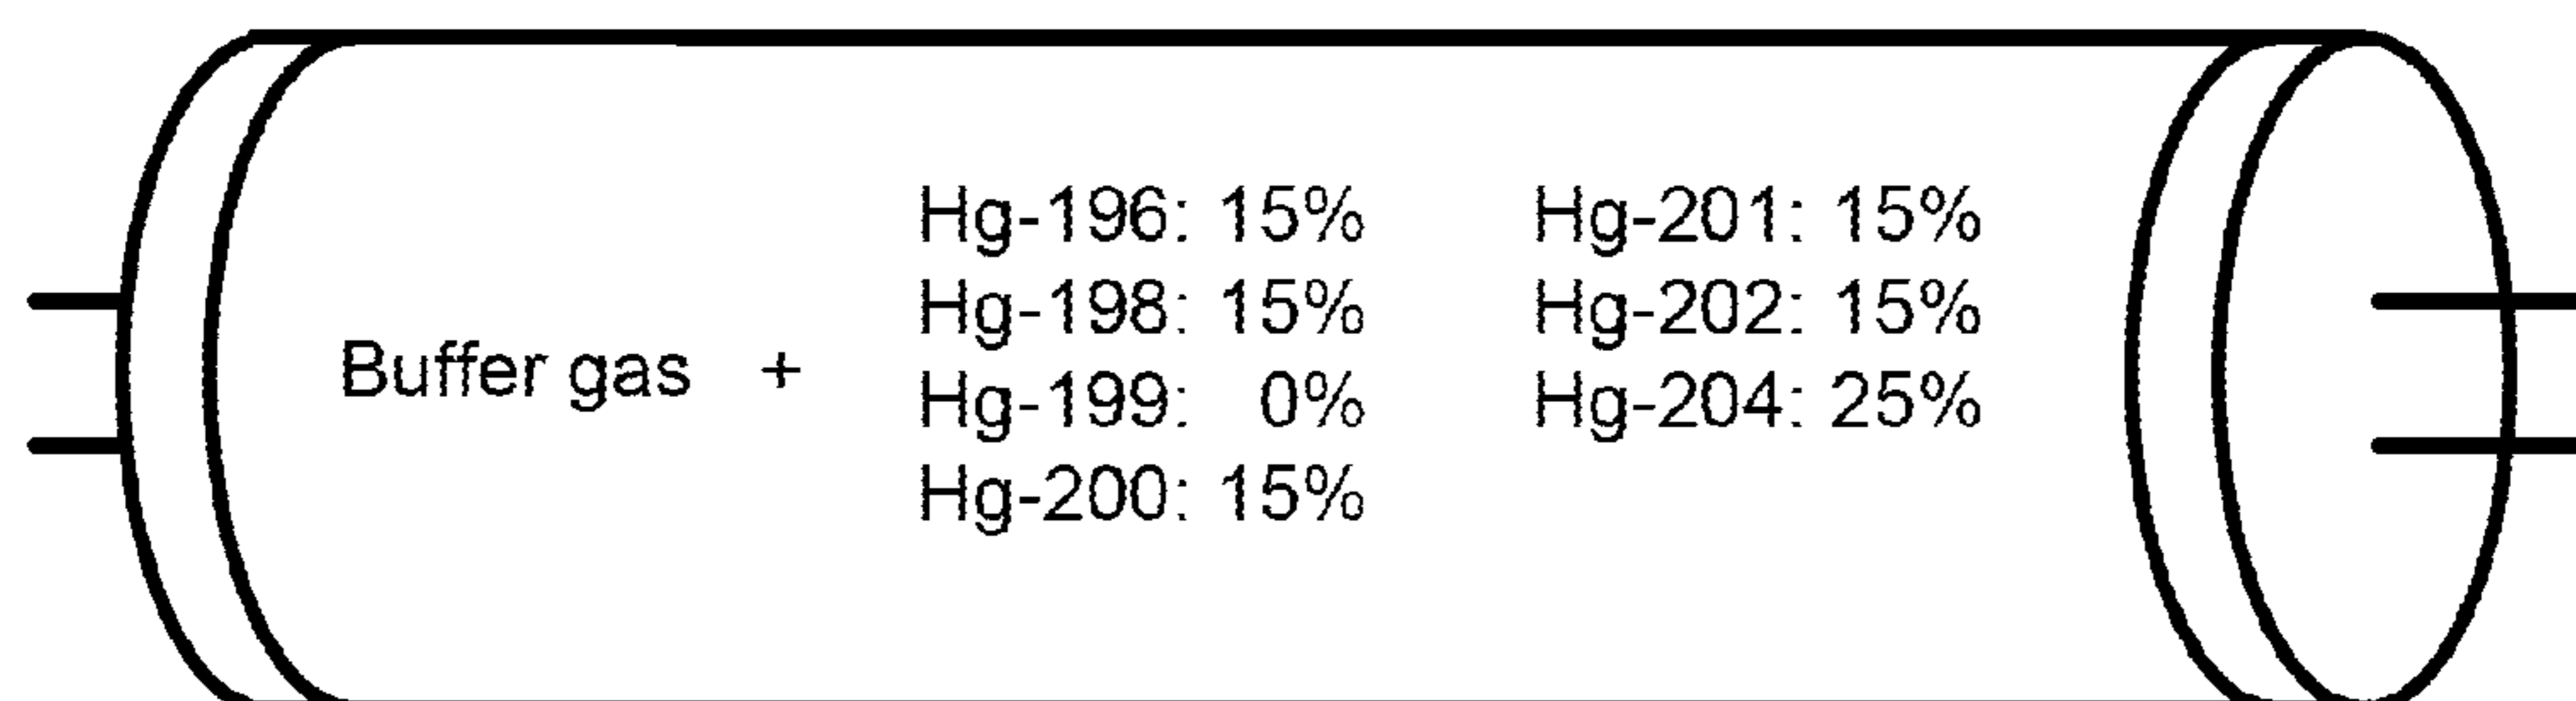 Buffer gas +
Hg-196: 15%
Hg-198: 15%
Hg-199: 0%
Hg-200: 15%
Hg-201: 15%
Hg-202: 15%
Hg-204: 25%